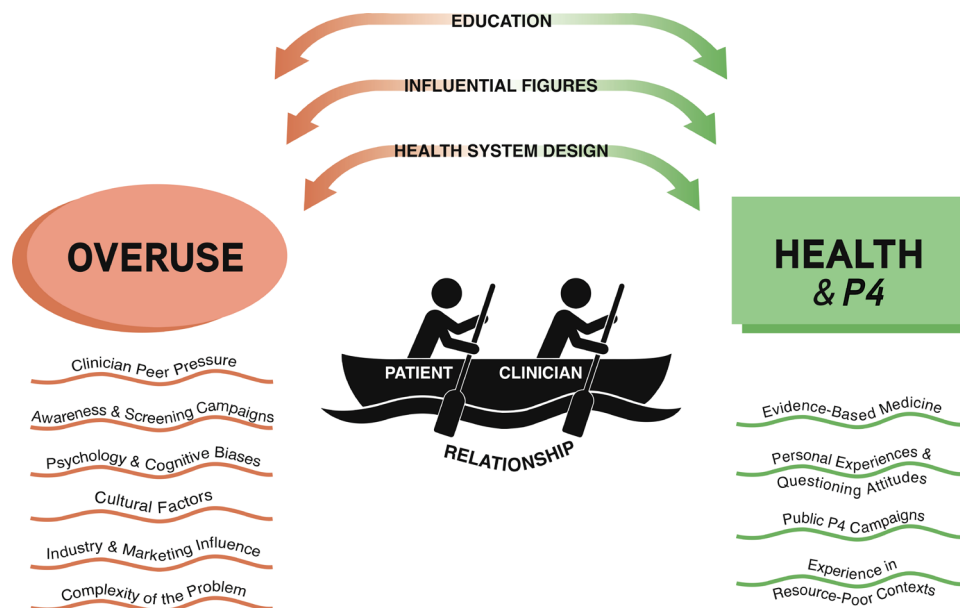 EDUCATION
INFLUENTIAL FIGURES
HEALTH SYSTEM DESIGN
OVERUSE
Clinician Peer Pressure
Awareness & Screening Campaigns
Psychology & Cognitive Biases
Cultural Factors
Industry & Marketing Influence
Complexity of the Problem
PATIENT
CLINICIAN
RELATIONSHIP
HEALTH
& P4
Evidence-Based Medicine
Personal Experiences &
Questioning Attitudes
Public P4 Campaigns
Experience in
Resource-Poor Contexts